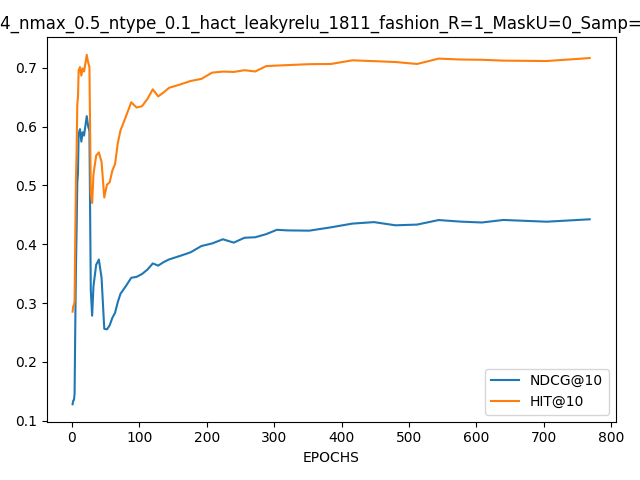 4_nmax_0.5_ntype_0.1_hact_leakyrelu_1811_fashion_R=1_MaskU=0_Samp=
0.7
0.6
0.5
0.4
0.3
0.2
0.1
NDCG@10
HIT@10
0 100 200 300 400 500 600 700 800
EPOCHS